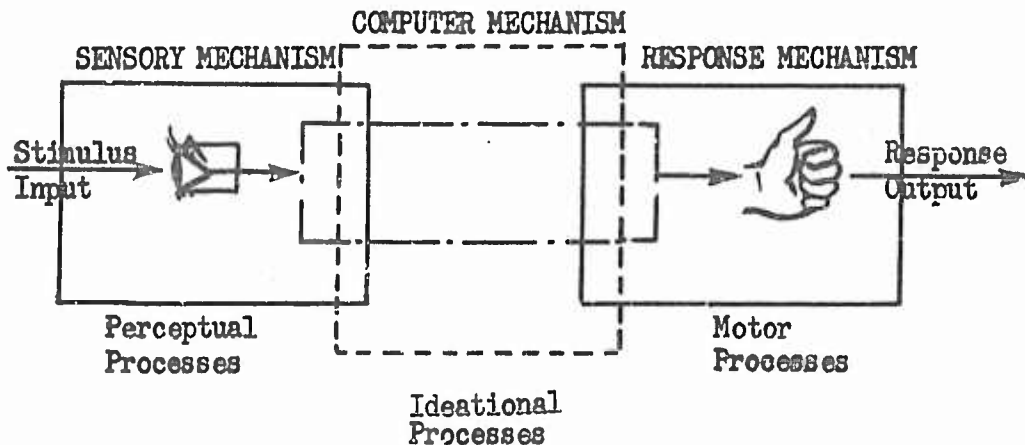 COMPUTER MECHANISM
SENSORY MECHANISM
RESPONSE MECHANISM
Stimulus
Input
Response
Output
Perceptual
Processes
Motor
Processes
Ideational
Processes